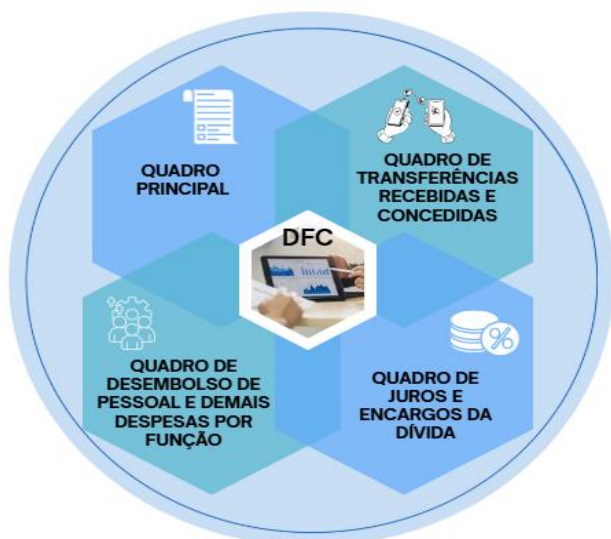 QUADRO
PRINCIPAL
QUADRO DE
TRANSFERÊNCIAS
RECEBIDAS E
CONCEDIDAS
DFC
QUADRO DE
DESEMBOLSO DE
PESSOAL E DEMAIS
DESPESAS POR
FUNÇÃO
QUADRO DE
JUROS E
ENCARGOS DA
DÍVIDA